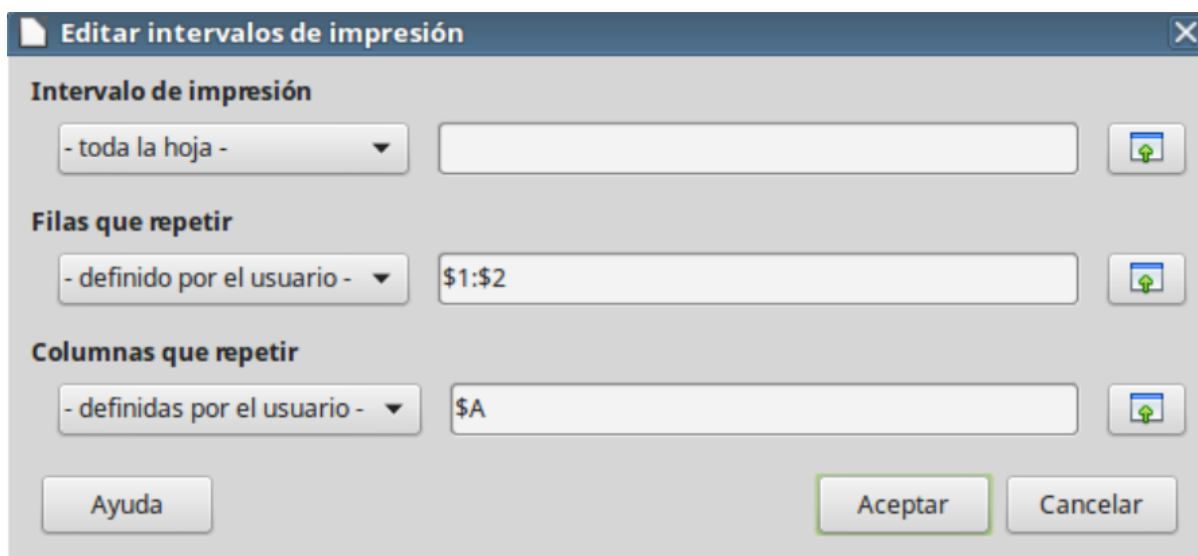 Editar intervalos de impresión
Intervalo de impresión
- toda la hoja -
Filas que repetir
- definido por el usuario - $1:$2
Columnas que repetir
- definidas por el usuario - $A
Ayuda Aceptar Cancelar